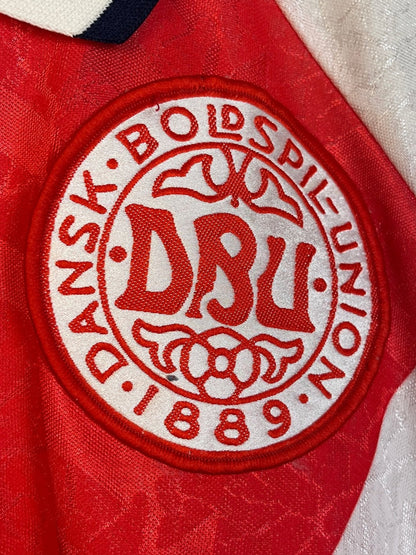 DANSK · BOLDSPIL=UNION ·
DBU
· 1889 ·